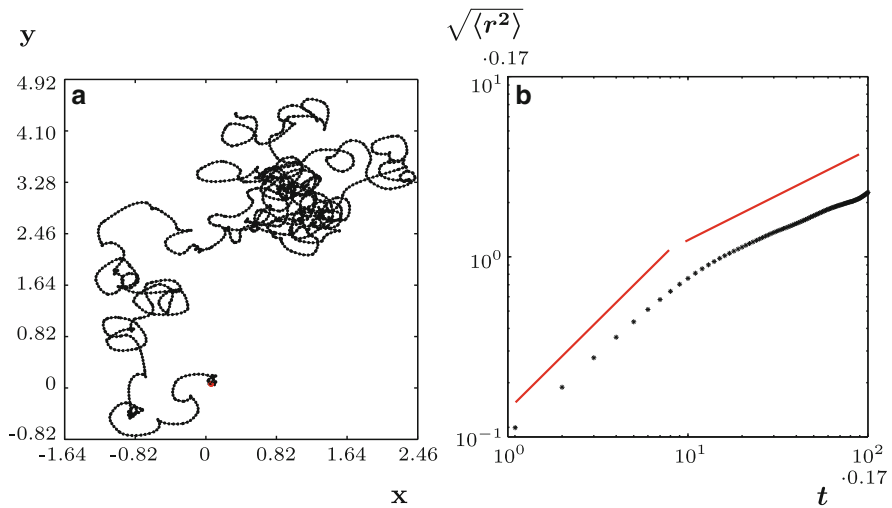 y
a
4.92
4.10
3.28
2.46
1.64
0.82
0
-0.82
-1.64 -0.82 0 0.82 1.64 2.46
x
√⟨r²⟩
·0.17
b
10¹
10⁰
10⁻¹
10⁰ 10¹ 10²
·0.17
t